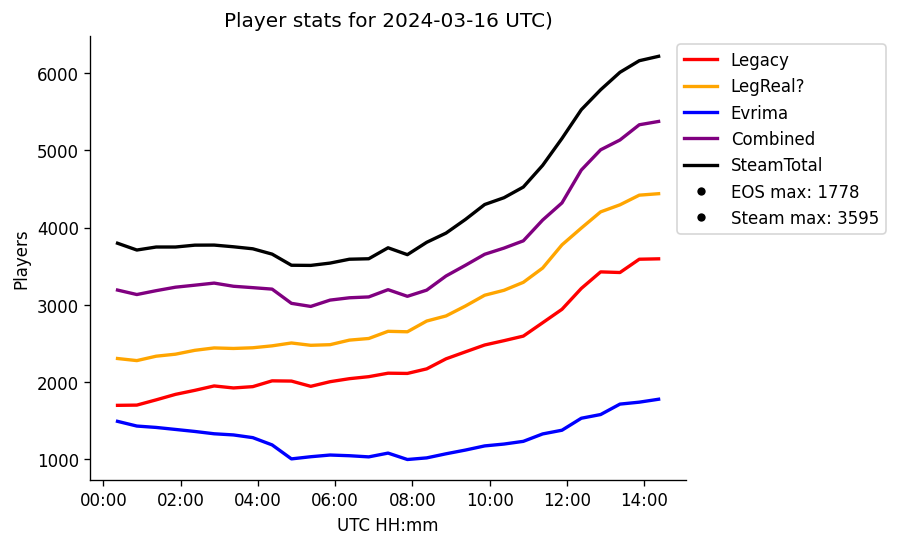 Player stats for 2024-03-16 UTC)
Legacy
LegReal?
Evrima
Combined
SteamTotal
EOS max: 1778
Steam max: 3595
Players
6000
5000
4000
3000
2000
1000
00:00 02:00 04:00 06:00 08:00 10:00 12:00 14:00
UTC HH:mm